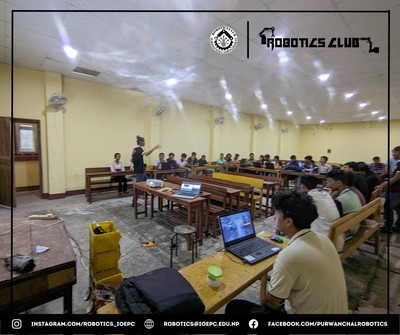 ROBOTICS CLUB
INSTAGRAM.COM/ROBOTICS_IOEPC
ROBOTICS@IOEPC.EDU.NP
FACEBOOK.COM/PURWANCHALROBOTICS